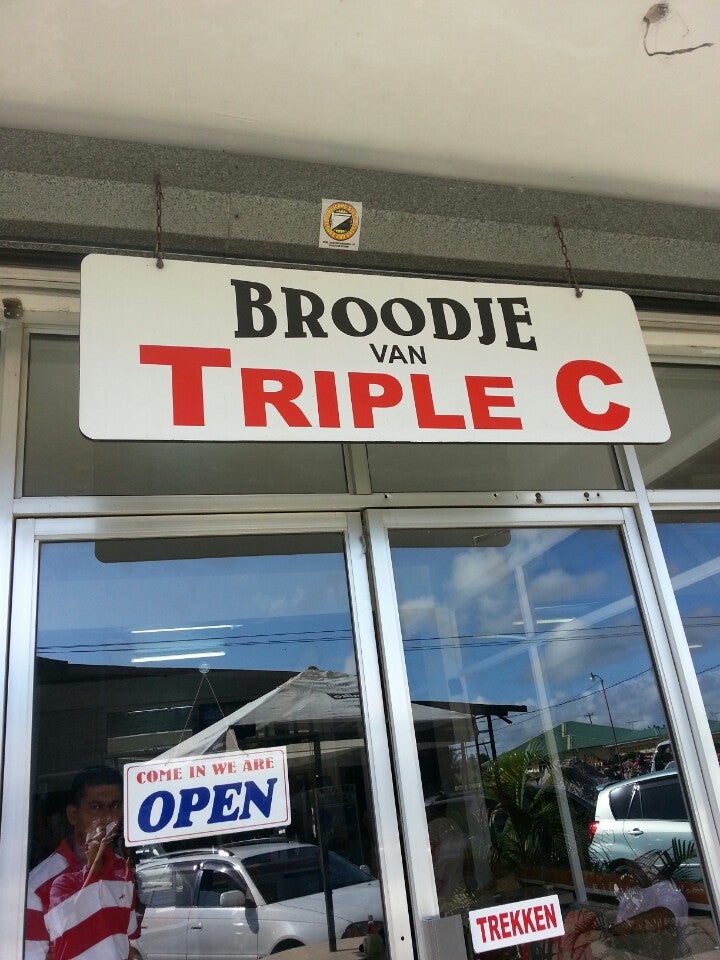 BROODJE
VAN
TRIPLE C
COME IN WE ARE
OPEN
TREKKEN